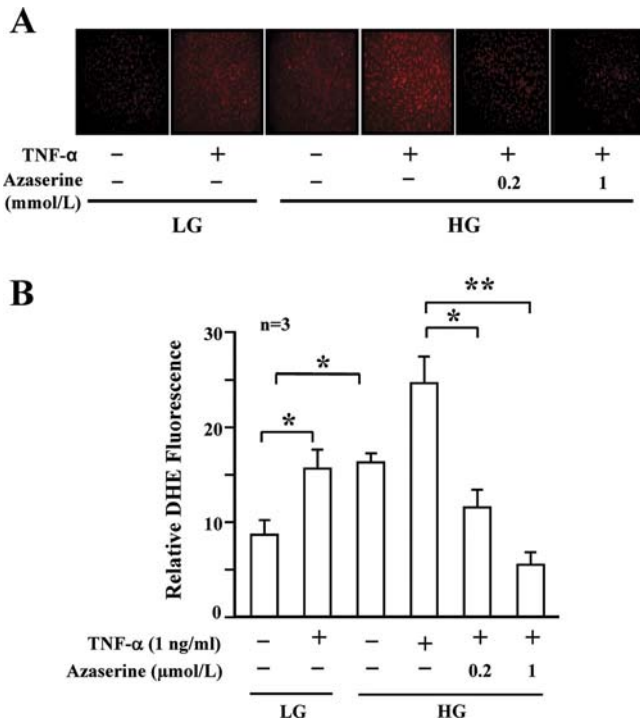 A
TNF-α − + − + + +
Azaserine (mmol/L) − − − − 0.2 1
LG HG
B
**
*
n=3
*
*
30
20
10
0
Relative DHE Fluorescence
TNF-α (1 ng/ml) − + − + + +
Azaserine (μmol/L) − − − − 0.2 1
LG HG